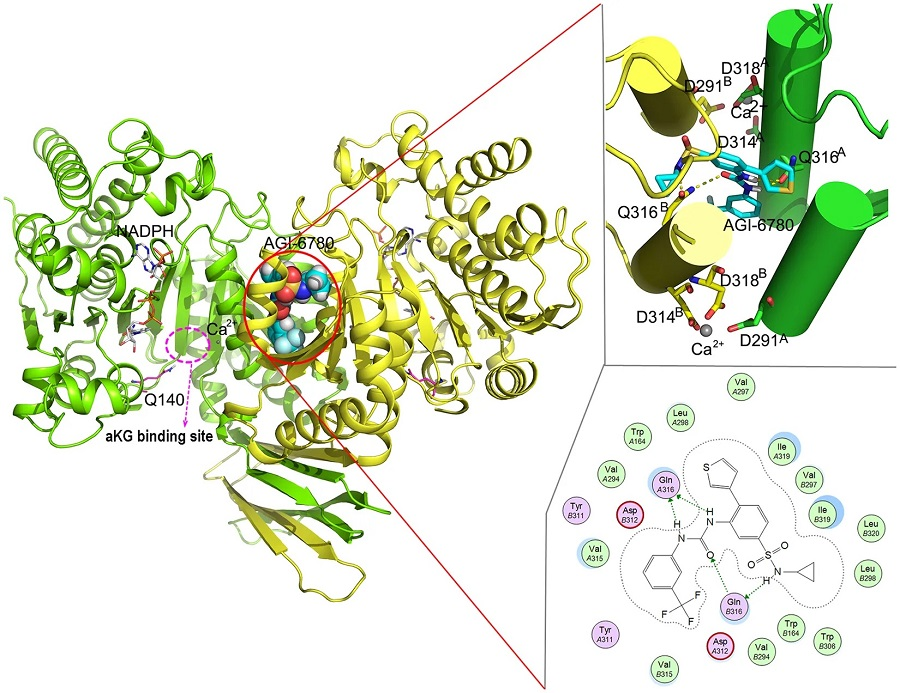 NADPH
AGI-6780
Ca²⁺
Q140
aKG binding site
D318ᴬ
D291ᴮ
Ca²⁺
D314ᴬ
Q316ᴬ
Q316ᴮ
AGI-6780
D318ᴮ
D314ᴮ
D291ᴬ
Ca²⁺
Val
A297
Leu
A298
Trp
A164
Ile
A319
Val
A294
Gln
A316
Val
B297
Tyr
B311
Asp
B312
Ile
B319
Leu
B320
Val
A315
Leu
B298
Gln
B316
Tyr
A311
Asp
A312
Val
B294
Trp
B164
Trp
B306
Val
B315
S
H
N
H
N
O
O
S
O
H
N
F
F
F